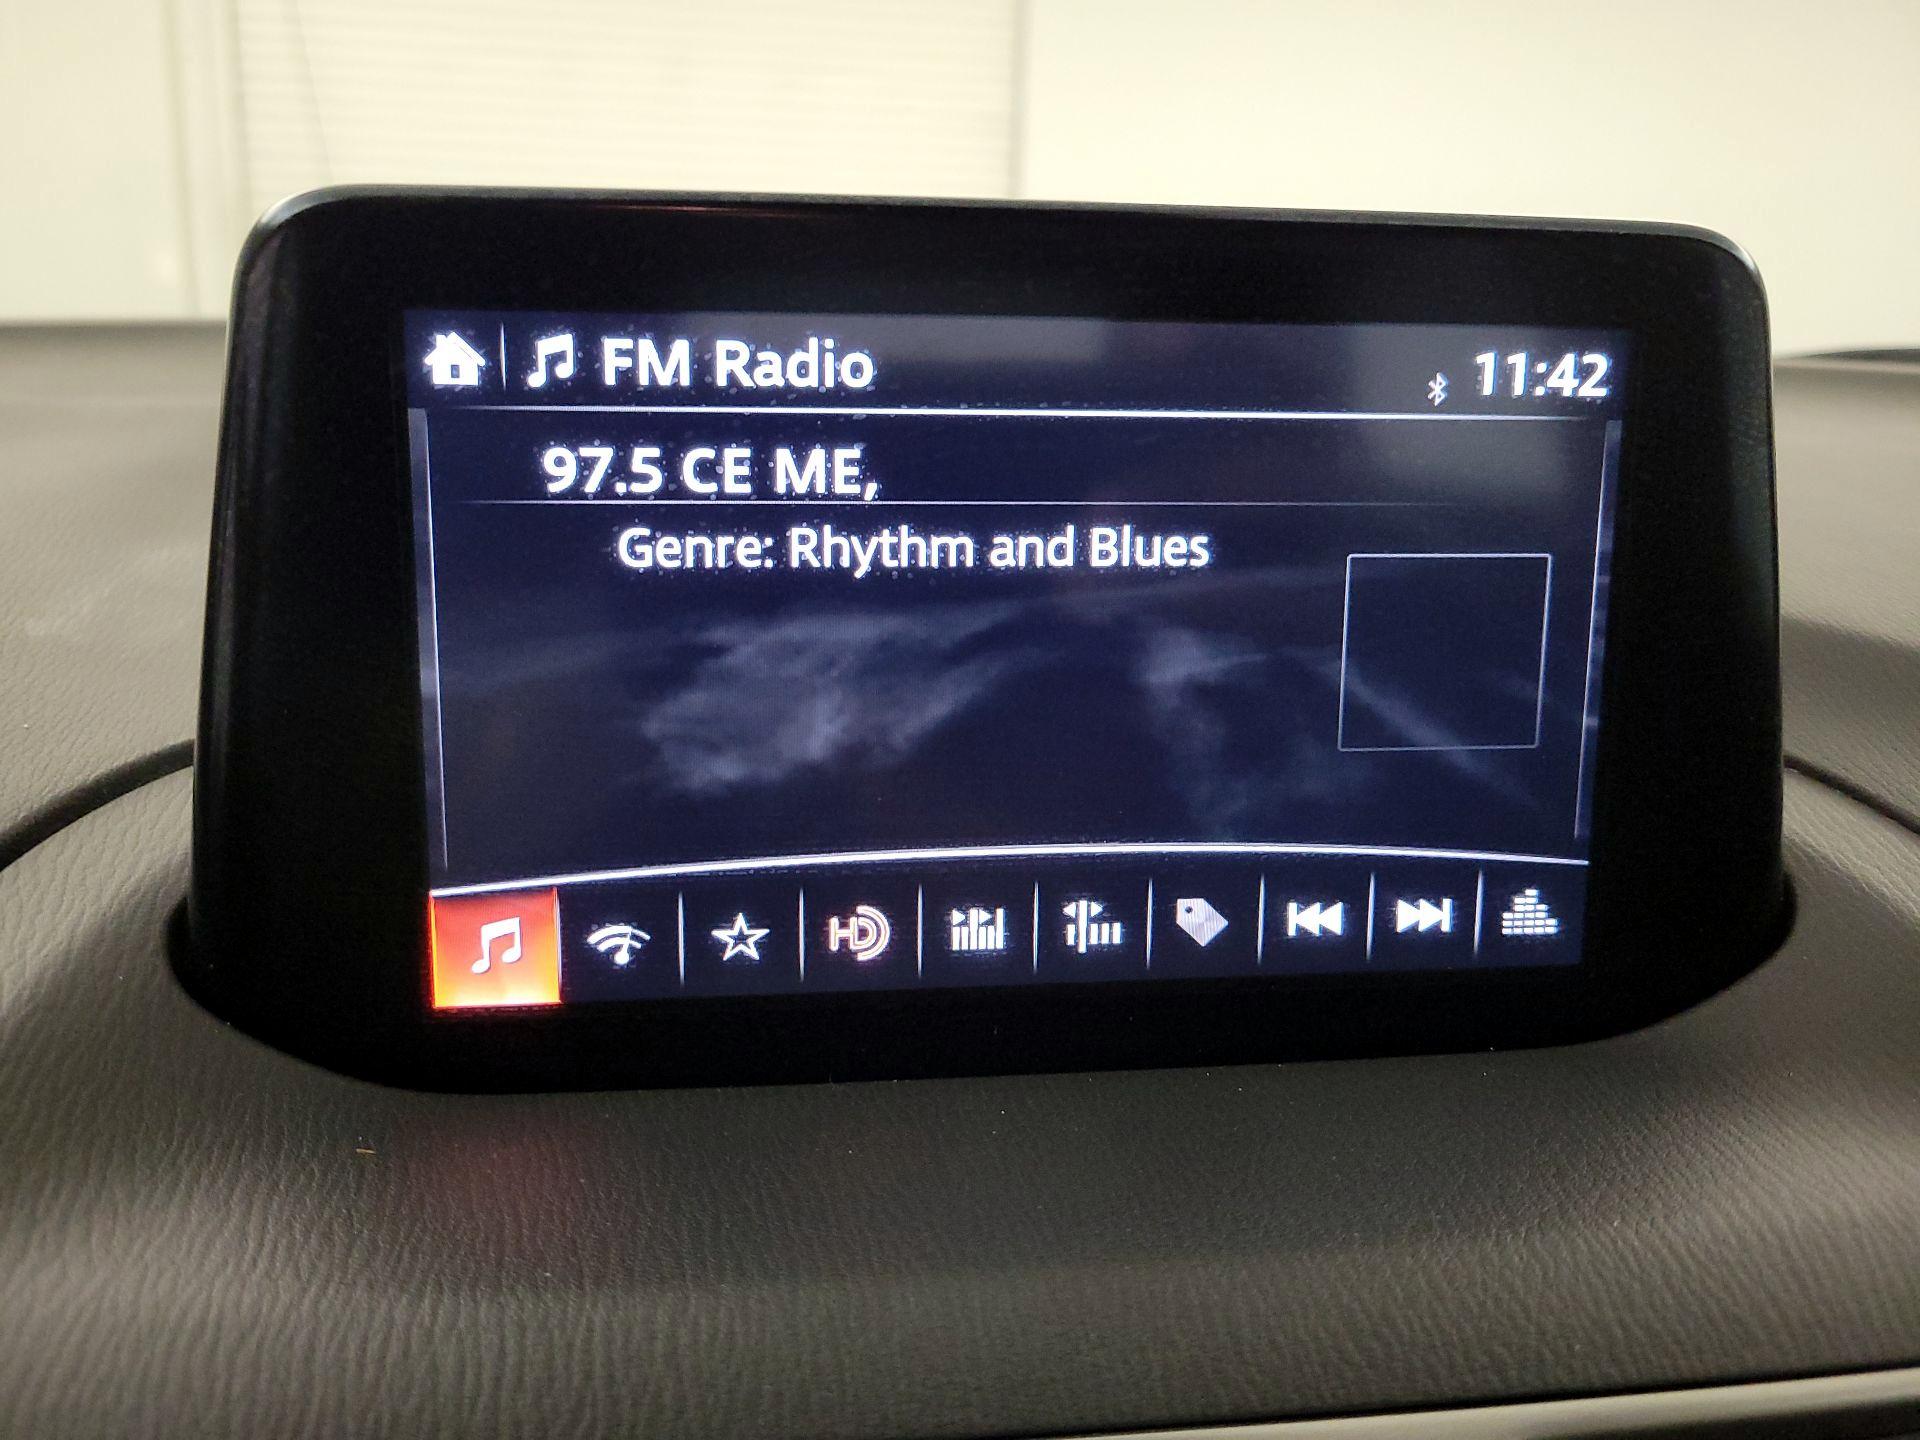 FM Radio
11:42
97.5 CE ME,
Genre: Rhythm and Blues
HD